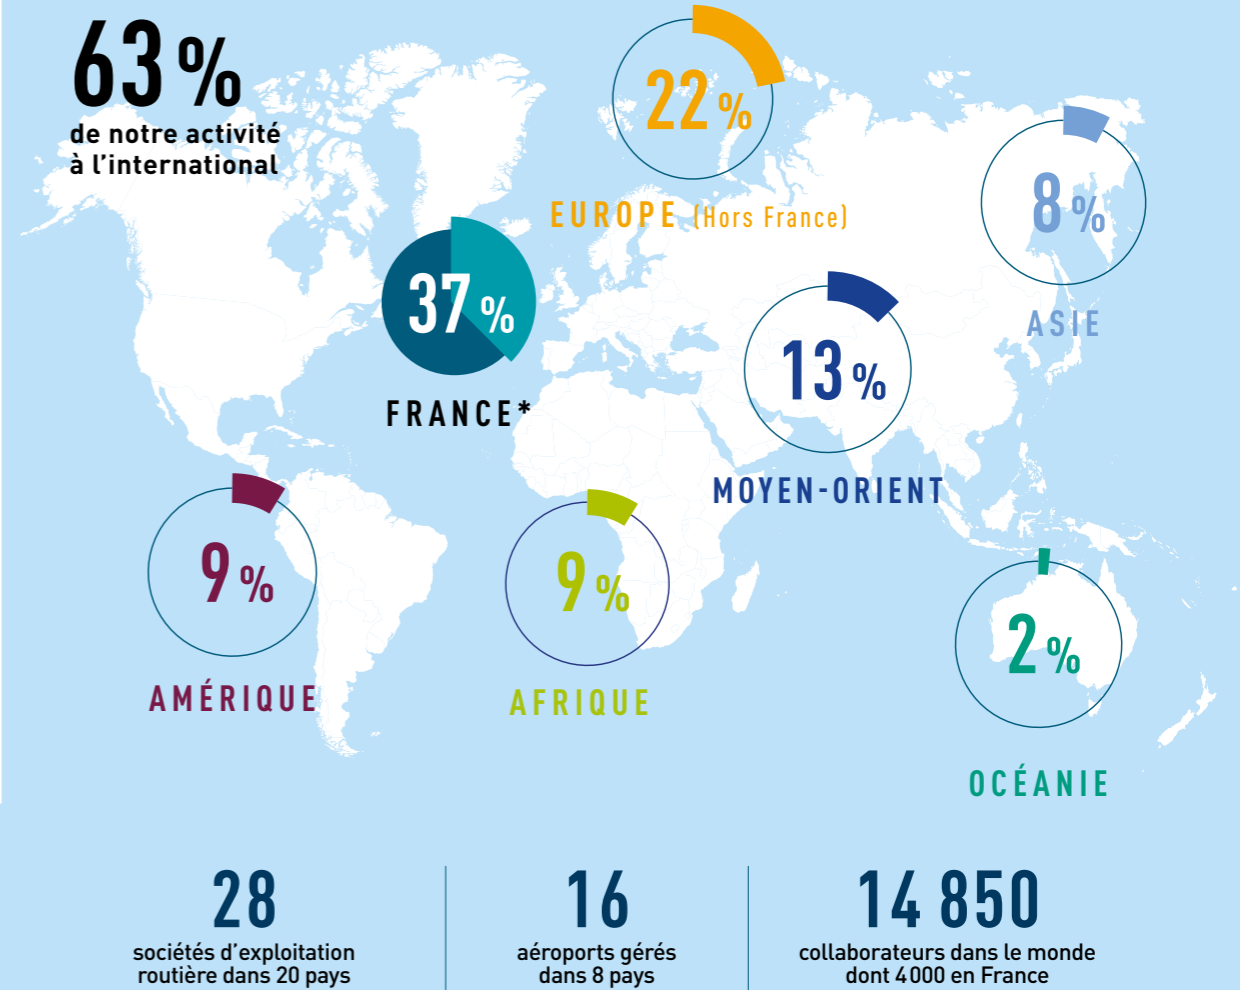 63 %
de notre activité
à l'international
22 %
EUROPE (Hors France)
8 %
ASIE
37 %
FRANCE*
13 %
MOYEN-ORIENT
9 %
AMÉRIQUE
9 %
AFRIQUE
2 %
OCÉANIE
28
sociétés d'exploitation
routière dans 20 pays
16
aéroports gérés
dans 8 pays
14 850
collaborateurs dans le monde
dont 4 000 en France